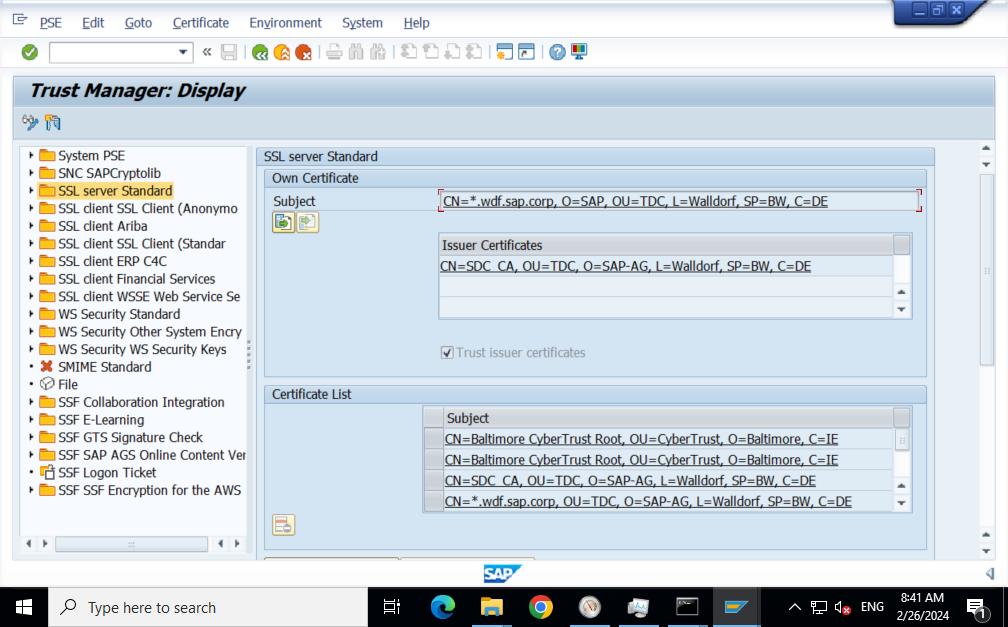 PSE Edit Goto Certificate Environment System Help
Trust Manager: Display
System PSE
SNC SAPCryptolib
SSL server Standard
SSL client SSL Client (Anonymo
SSL client Ariba
SSL client SSL Client (Standar
SSL client ERP C4C
SSL client Financial Services
SSL client WSSE Web Service Se
WS Security Standard
WS Security Other System Encry
WS Security WS Security Keys
SMIME Standard
File
SSF Collaboration Integration
SSF E-Learning
SSF GTS Signature Check
SSF SAP AGS Online Content Ver
SSF Logon Ticket
SSF SSF Encryption for the AWS
SSL server Standard
Own Certificate
Subject CN=*.wdf.sap.corp, O=SAP, OU=TDC, L=Walldorf, SP=BW, C=DE
Issuer Certificates
CN=SDC_CA, OU=TDC, O=SAP-AG, L=Walldorf, SP=BW, C=DE
Trust issuer certificates
Certificate List
Subject
CN=Baltimore CyberTrust Root, OU=CyberTrust, O=Baltimore, C=IE
CN=Baltimore CyberTrust Root, OU=CyberTrust, O=Baltimore, C=IE
CN=SDC_CA, OU=TDC, O=SAP-AG, L=Walldorf, SP=BW, C=DE
CN=*.wdf.sap.corp, OU=TDC, O=SAP-AG, L=Walldorf, SP=BW, C=DE
SAP
Type here to search
ENG
8:41 AM
2/26/2024
1